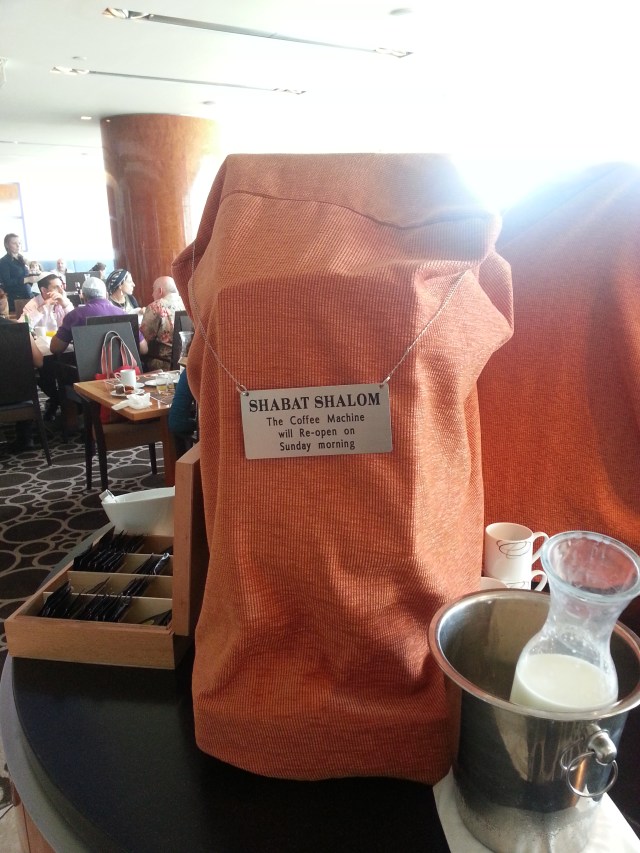 SHABAT SHALOM
The Coffee Machine
will Re-open on
Sunday morning